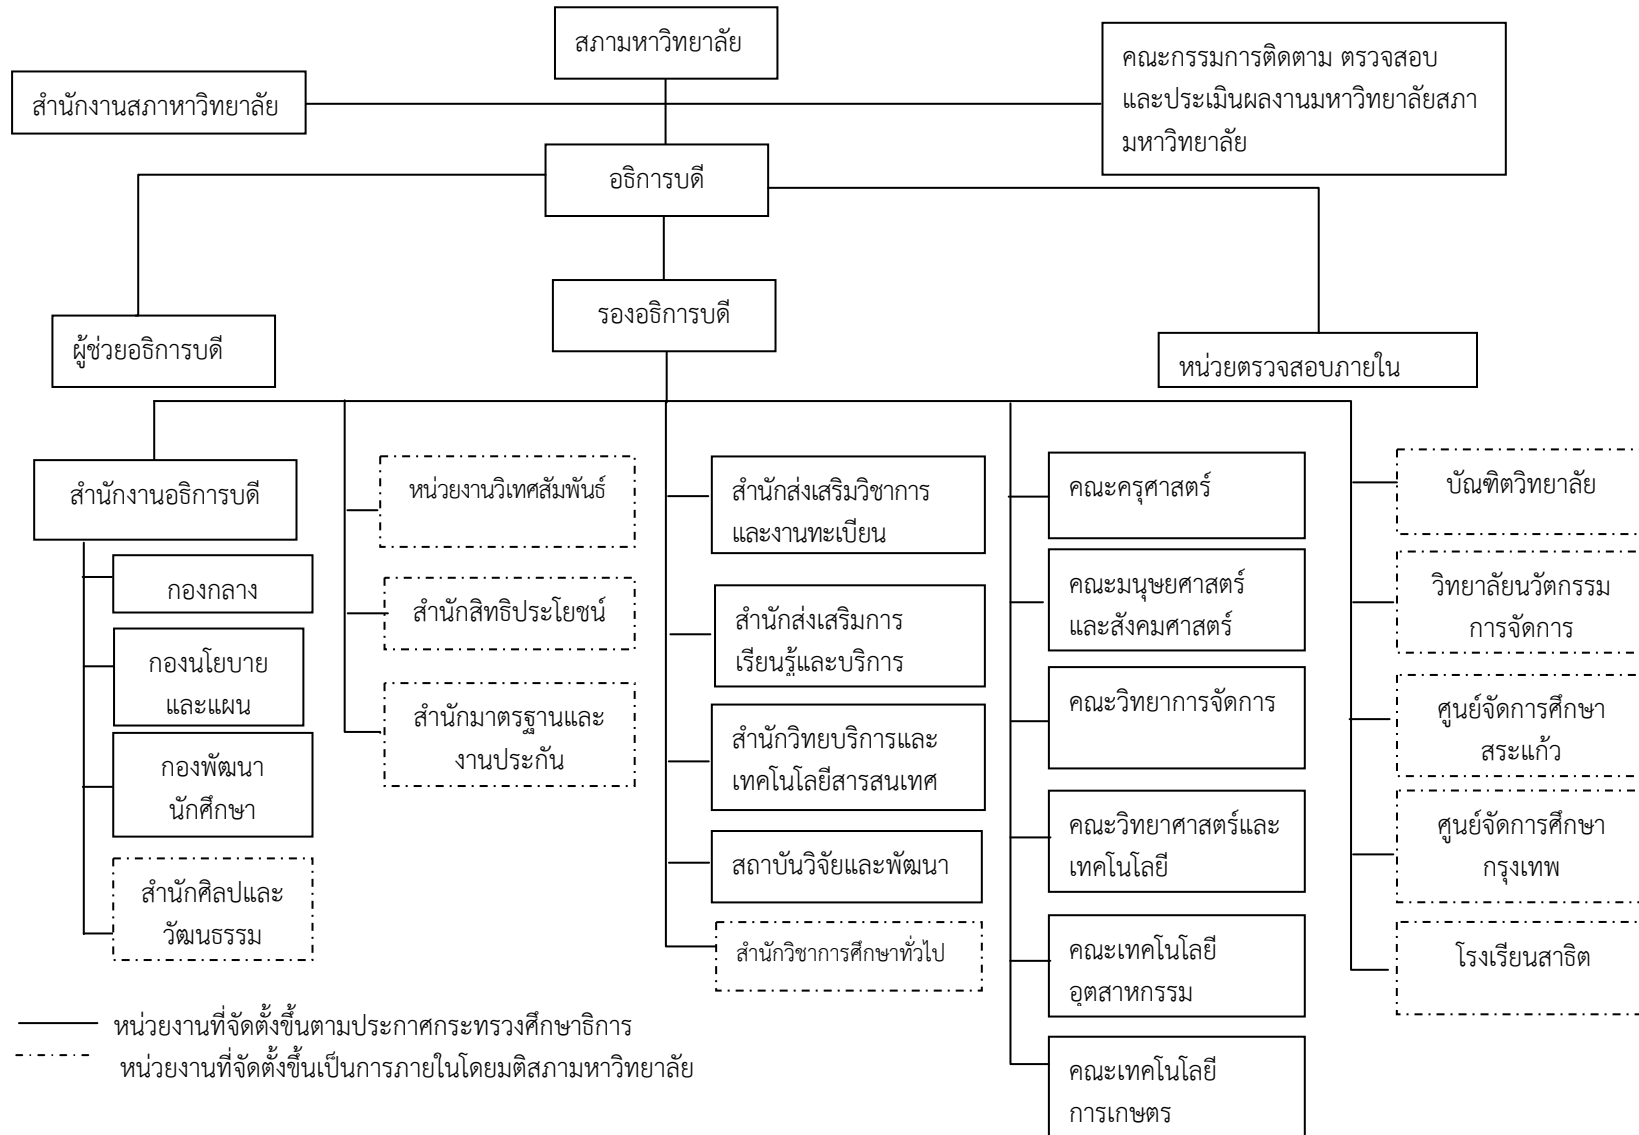 สภามหาวิทยาลัย
สำนักงานสภาหาวิทยาลัย
คณะกรรมการติดตาม ตรวจสอบ
และประเมินผลงานมหาวิทยาลัยสภา
มหาวิทยาลัย
อธิการบดี
รองอธิการบดี
ผู้ช่วยอธิการบดี
หน่วยตรวจสอบภายใน
สำนักงานอธิการบดี
กองกลาง
กองนโยบาย
และแผน
กองพัฒนา
นักศึกษา
สำนักศิลปและ
วัฒนธรรม
หน่วยงานวิเทศสัมพันธ์
สำนักสิทธิประโยชน์
สำนักมาตรฐานและ
งานประกัน
สำนักส่งเสริมวิชาการ
และงานทะเบียน
สำนักส่งเสริมการ
เรียนรู้และบริการ
สำนักวิทยบริการและ
เทคโนโลยีสารสนเทศ
สถาบันวิจัยและพัฒนา
สำนักวิชาการศึกษาทั่วไป
คณะครุศาสตร์
คณะมนุษยศาสตร์
และสังคมศาสตร์
คณะวิทยาการจัดการ
คณะวิทยาศาสตร์และ
เทคโนโลยี
คณะเทคโนโลยี
อุตสาหกรรม
คณะเทคโนโลยี
การเกษตร
บัณฑิตวิทยาลัย
วิทยาลัยนวัตกรรม
การจัดการ
ศูนย์จัดการศึกษา
สระแก้ว
ศูนย์จัดการศึกษา
กรุงเทพ
โรงเรียนสาธิต
หน่วยงานที่จัดตั้งขึ้นตามประกาศกระทรวงศึกษาธิการ
หน่วยงานที่จัดตั้งขึ้นเป็นการภายในโดยมติสภามหาวิทยาลัย